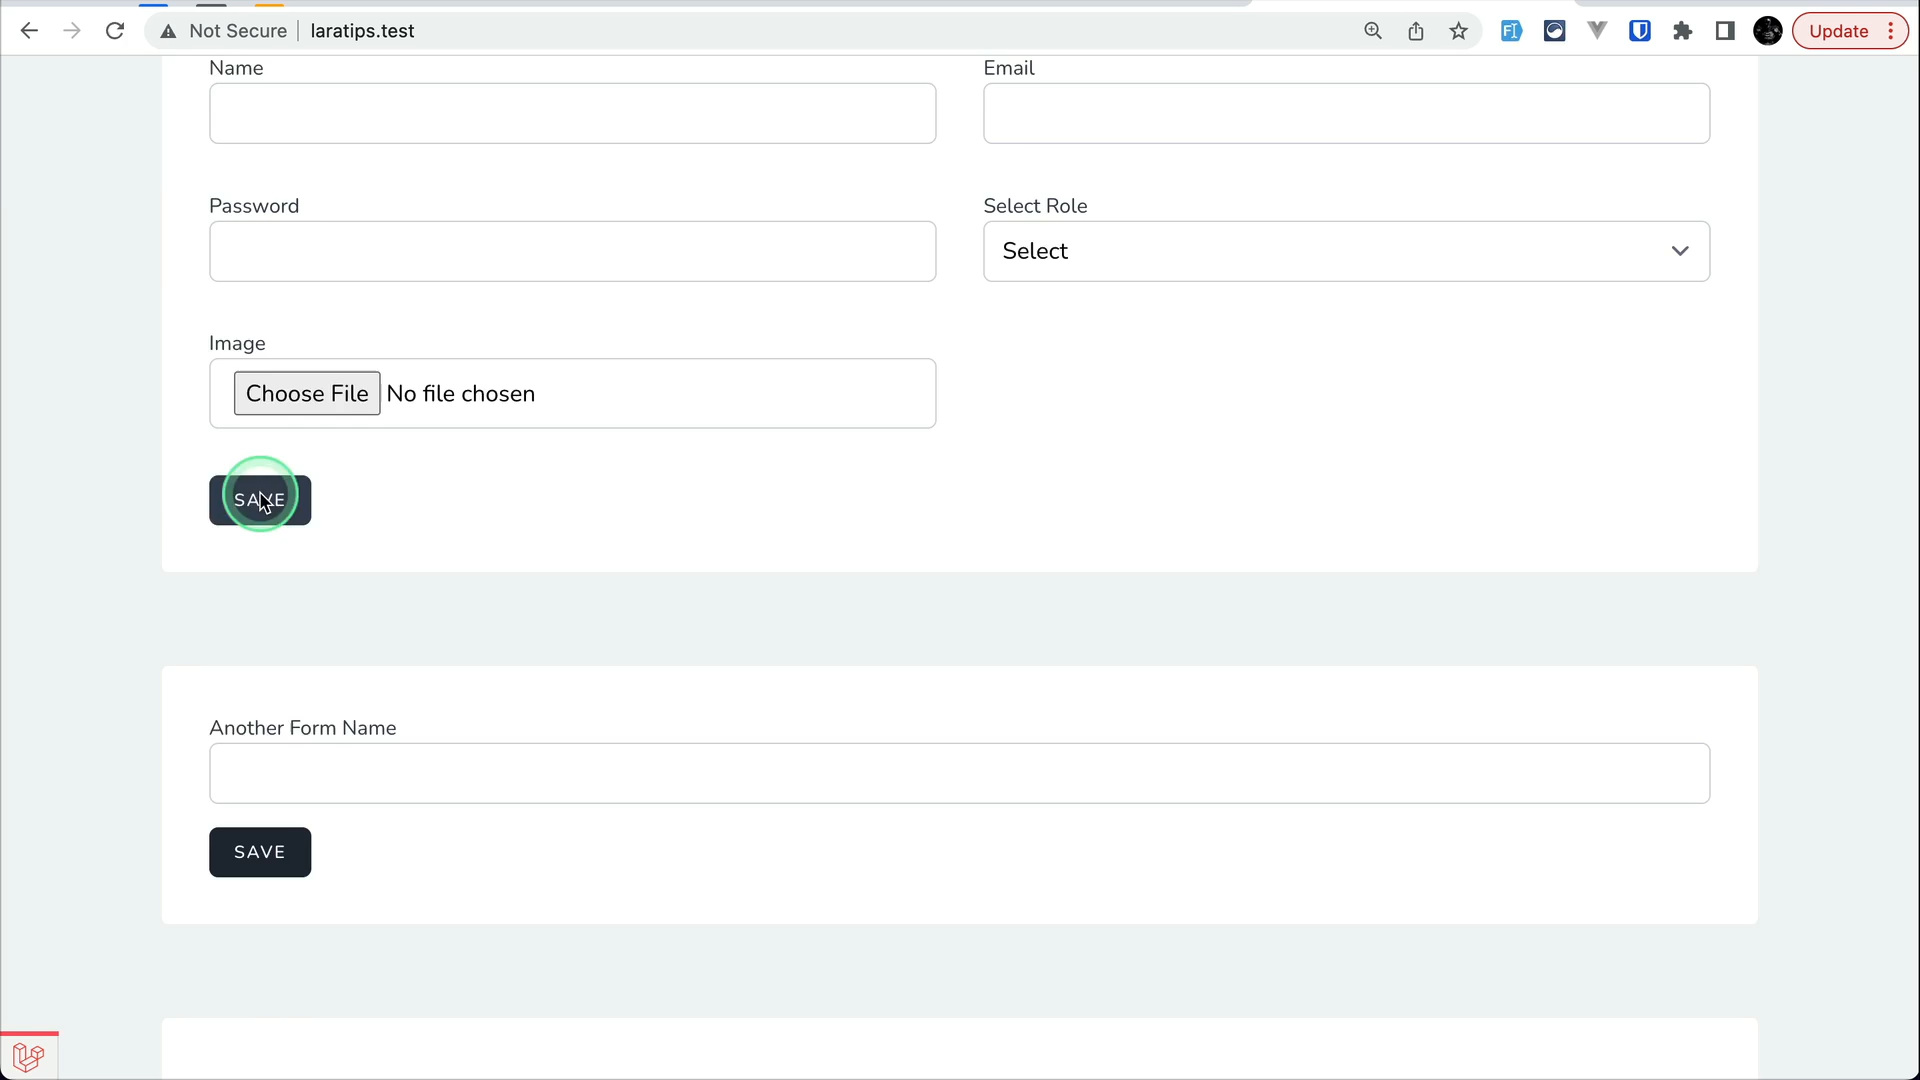 Not Secure laratips.test Update
Name Email
Password Select Role
Select
Image
Choose File No file chosen
SAVE
Another Form Name
SAVE